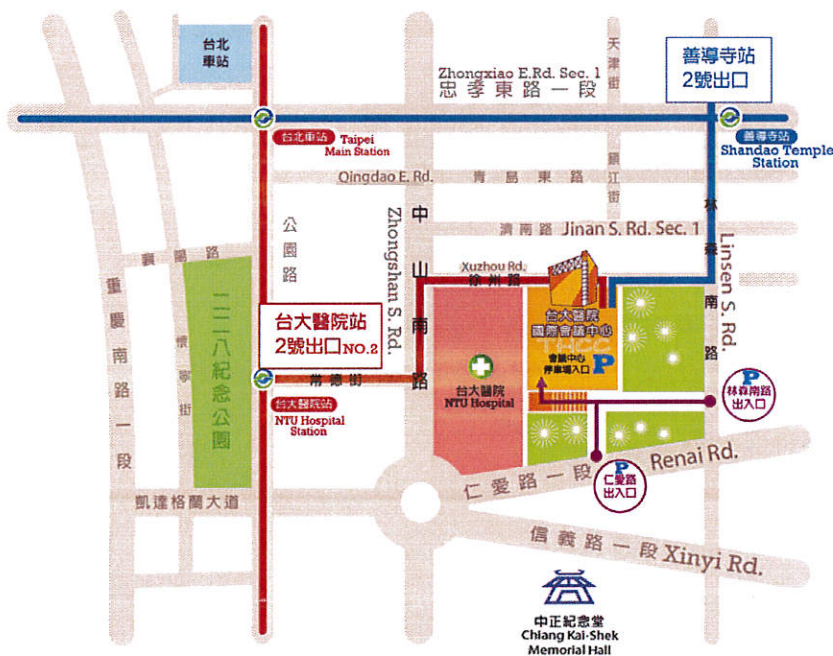 台北
車站
Zhongxiao E.Rd. Sec. 1
忠孝東路一段
天津街
善導寺站
2號出口
台北車站
Taipei
Main Station
善導寺站
Shandao Temple
Station
Qingdao E. Rd.
青島東路
鎮江街
公園路
中山南路
Zhongshan S. Rd.
濟南路 Jinan S. Rd. Sec. 1
林森南路
Linsen S. Rd.
襄陽路
重慶南路一段
懷寧街
二二八紀念公園
Xuzhou Rd.
徐州路
台大醫院站
2號出口NO.2
常德街
台大醫院站
NTU Hospital
Station
台大醫院
NTU Hospital
台大醫院
國際會議中心
THCC
會議中心
停車場入口
P
P
林森南路
出入口
P
仁愛路
出入口
仁愛路一段 Renai Rd.
凱達格蘭大道
信義路一段 Xinyi Rd.
中正紀念堂
Chiang Kai-Shek
Memorial Hall